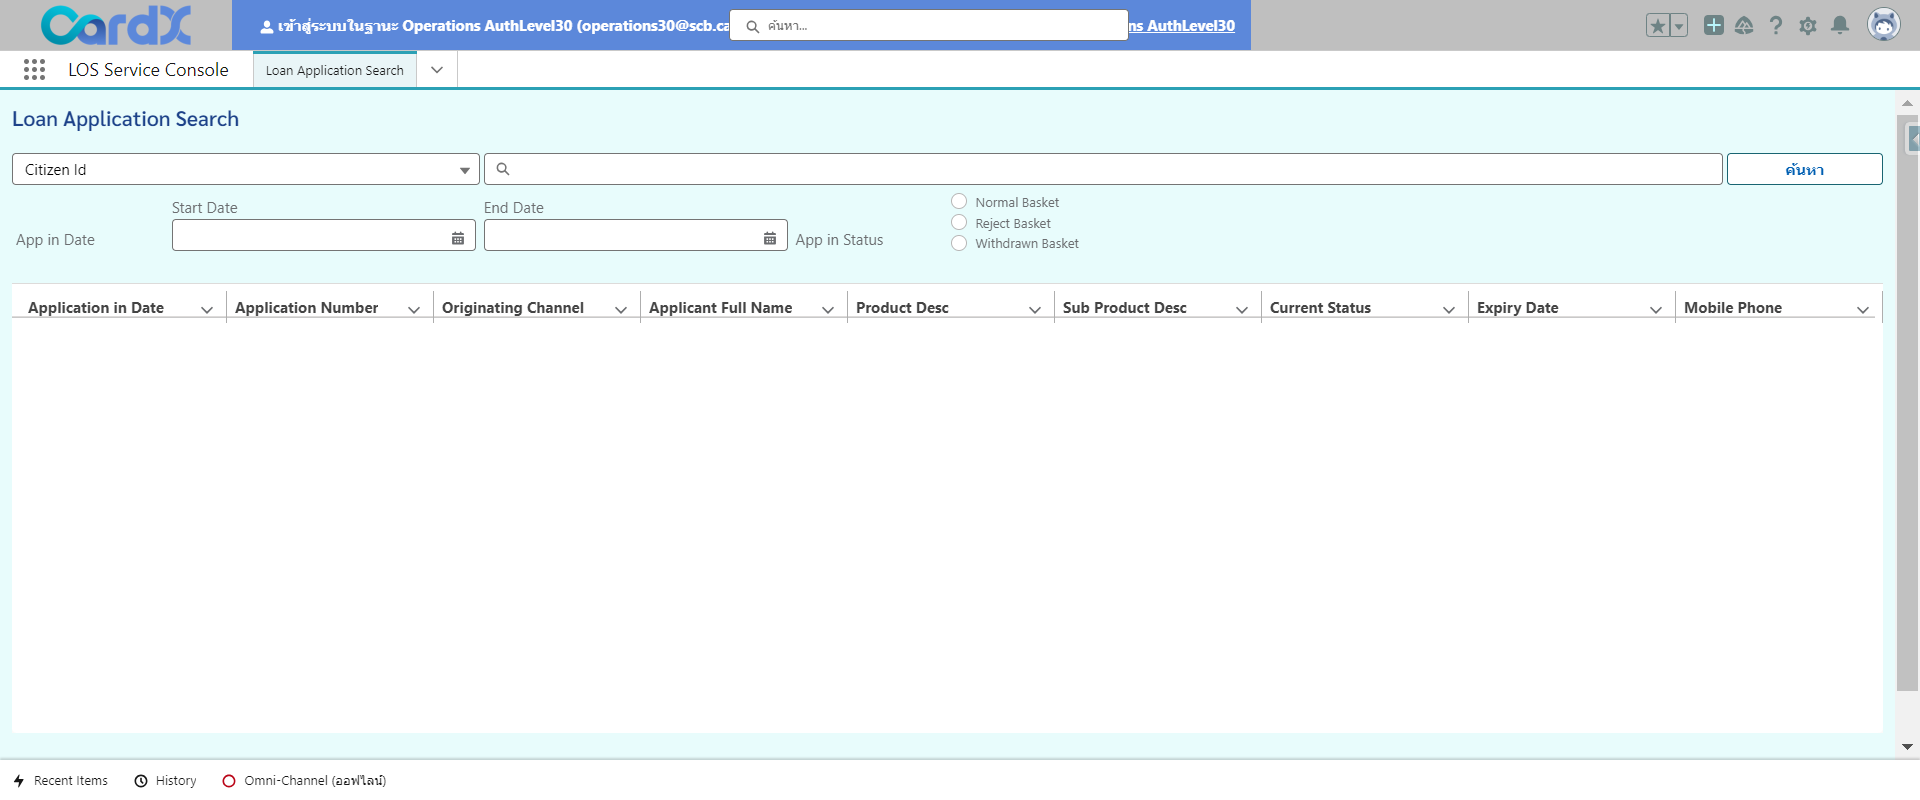 CardX
เข้าสู่ระบบในฐานะ Operations AuthLevel30 (operations30@scb.ca
ค้นหา...
ns AuthLevel30
LOS Service Console
Loan Application Search
Loan Application Search
Citizen Id
ค้นหา
Start Date
End Date
Normal Basket
Reject Basket
App in Date
App in Status
Withdrawn Basket
Application in Date
Application Number
Originating Channel
Applicant Full Name
Product Desc
Sub Product Desc
Current Status
Expiry Date
Mobile Phone
Recent Items
History
Omni-Channel (ออฟไลน์)